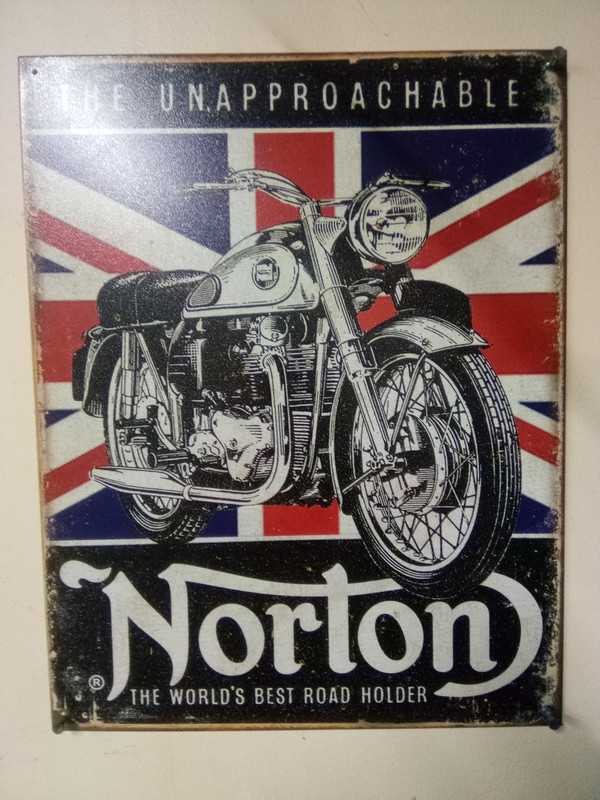 THE UNAPPROACHABLE
Norton
® THE WORLD'S BEST ROAD HOLDER